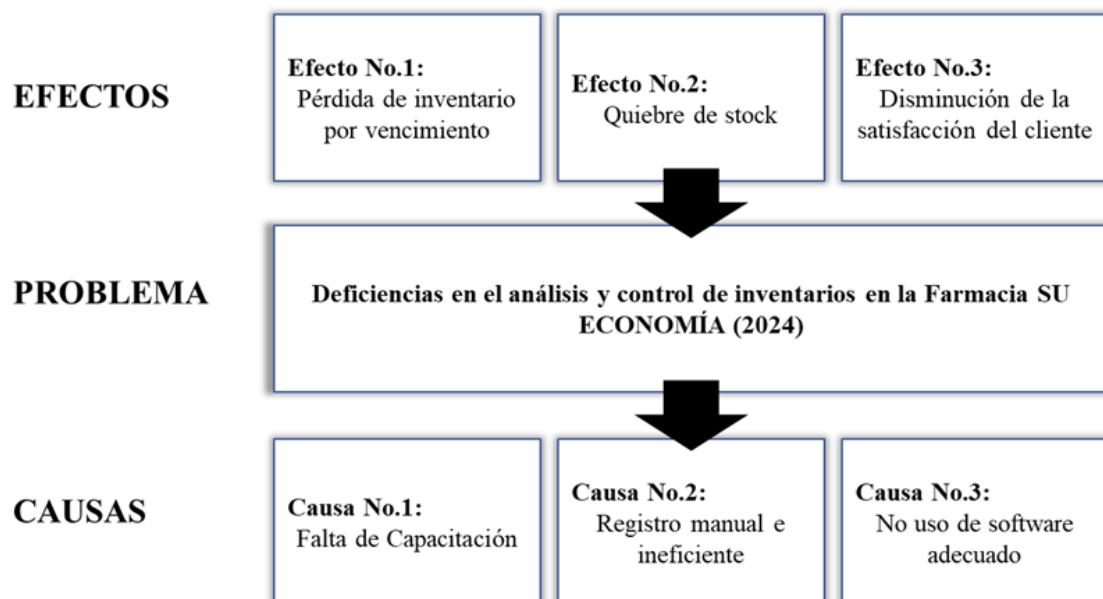 EFECTOS
Efecto No.1:
Pérdida de inventario
por vencimiento
Efecto No.2:
Quiebre de stock
Efecto No.3:
Disminución de la
satisfacción del cliente
PROBLEMA
Deficiencias en el análisis y control de inventarios en la Farmacia SU
ECONOMÍA (2024)
CAUSAS
Causa No.1:
Falta de Capacitación
Causa No.2:
Registro manual e
ineficiente
Causa No.3:
No uso de software
adecuado